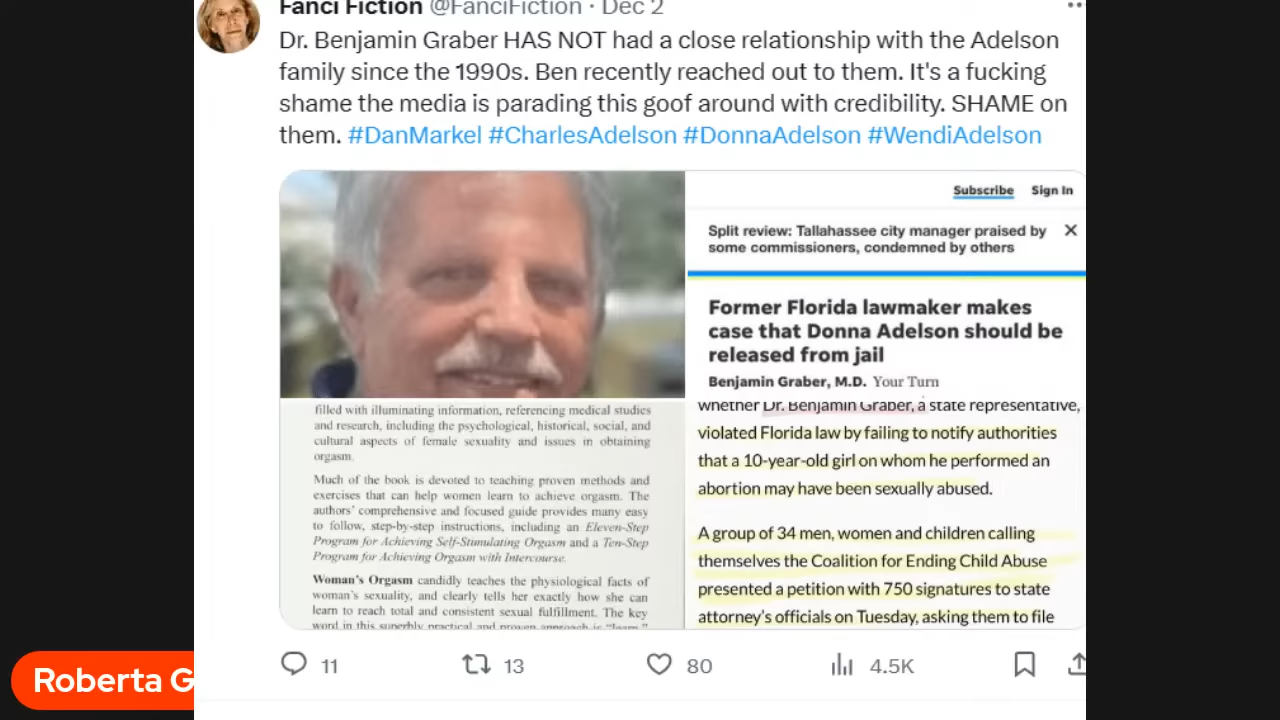 Fanci Fiction @FanciFiction · Dec 2
Dr. Benjamin Graber HAS NOT had a close relationship with the Adelson
family since the 1990s. Ben recently reached out to them. It's a fucking
shame the media is parading this goof around with credibility. SHAME on
them. #DanMarkel #CharlesAdelson #DonnaAdelson #WendiAdelson
Subscribe Sign In
Split review: Tallahassee city manager praised by
some commissioners, condemned by others
Former Florida lawmaker makes
case that Donna Adelson should be
released from jail
Benjamin Graber, M.D. Your Turn
whether Dr. Benjamin Graber, a state representative,
violated Florida law by failing to notify authorities
that a 10-year-old girl on whom he performed an
abortion may have been sexually abused.
A group of 34 men, women and children calling
themselves the Coalition for Ending Child Abuse
presented a petition with 750 signatures to state
attorney's officials on Tuesday, asking them to file
filled with illuminating information, referencing medical studies
and research, including the psychological, historical, social, and
cultural aspects of female sexuality and issues in obtaining
orgasm.
Much of the book is devoted to teaching proven methods and
exercises that can help women learn to achieve orgasm. The
authors' comprehensive and focused guide provides many easy
to follow, step-by-step instructions, including an Eleven-Step
Program for Achieving Self-Stimulating Orgasm and a Ten-Step
Program for Achieving Orgasm with Intercourse.
Woman's Orgasm candidly teaches the physiological facts of
woman's sexuality, and clearly tells her exactly how she can
learn to reach total and consistent sexual fulfillment. The key
word in this superbly practical and proven approach is "learn."
11 13 80 4.5K
Roberta G